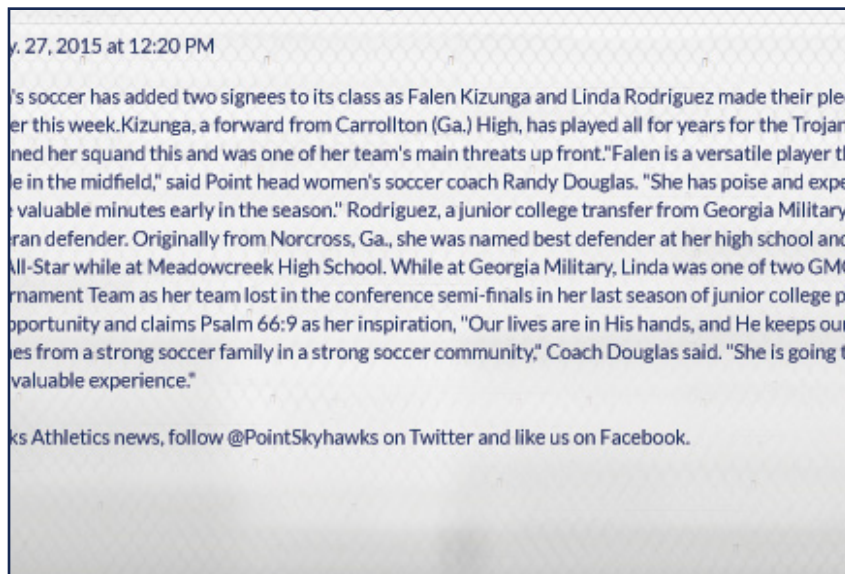 y. 27, 2015 at 12:20 PM
's soccer has added two signees to its class as Falen Kizunga and Linda Rodriguez made their ple
er this week.Kizunga, a forward from Carrollton (Ga.) High, has played all for years for the Trojan
ned her squand this and was one of her team's main threats up front."Falen is a versatile player t
le in the midfield," said Point head women's soccer coach Randy Douglas. "She has poise and expe
valuable minutes early in the season." Rodriguez, a junior college transfer from Georgia Military
ran defender. Originally from Norcross, Ga., she was named best defender at her high school and
All-Star while at Meadowcreek High School. While at Georgia Military, Linda was one of two GMC
rnament Team as her team lost in the conference semi-finals in her last season of junior college p
pportunity and claims Psalm 66:9 as her inspiration, "Our lives are in His hands, and He keeps our
nes from a strong soccer family in a strong soccer community," Coach Douglas said. "She is going t
valuable experience."
ks Athletics news, follow @PointSkyhawks on Twitter and like us on Facebook.